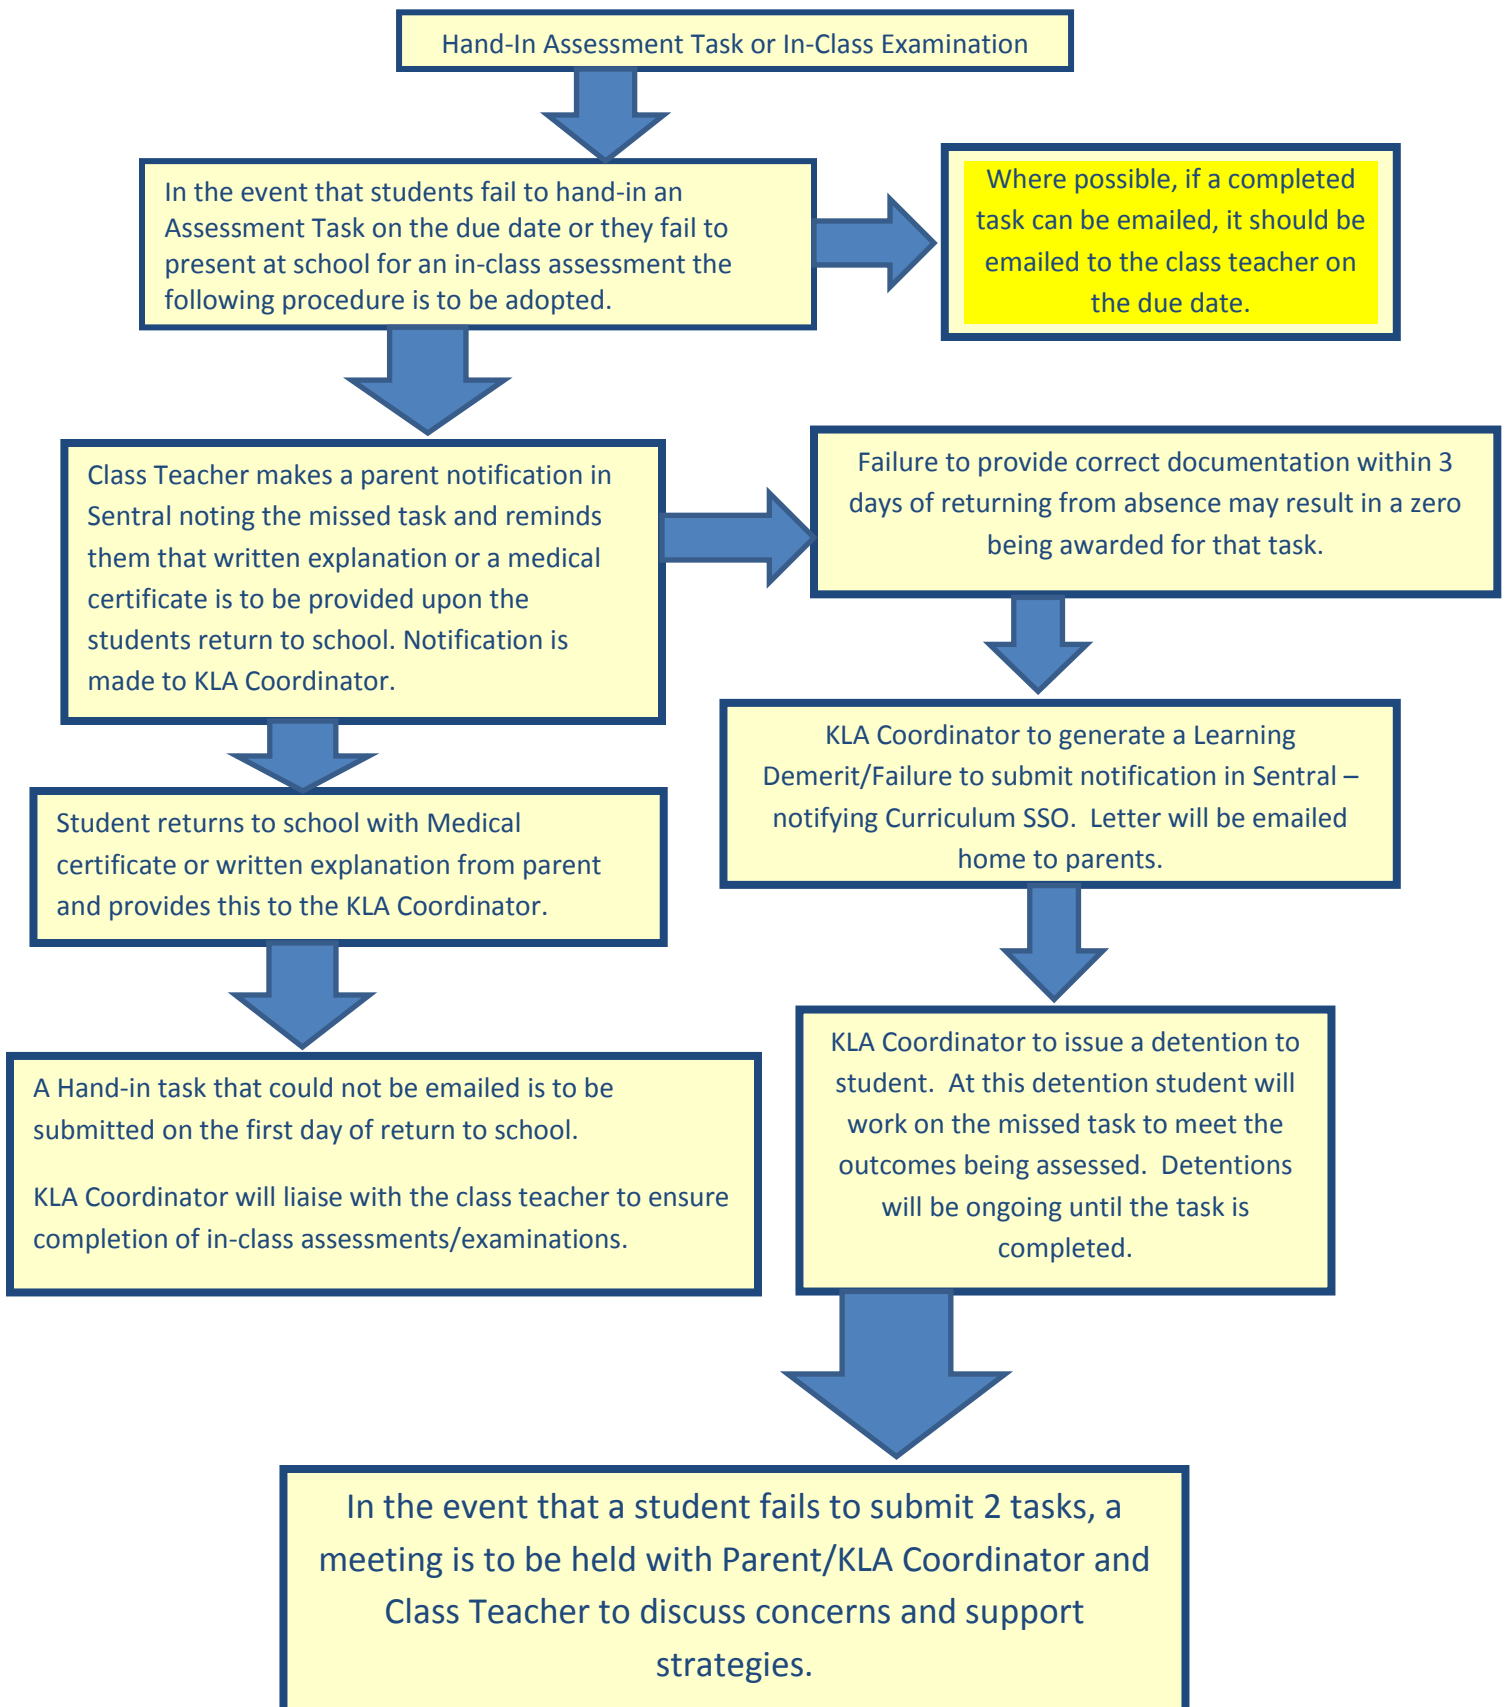 Hand-In Assessment Task or In-Class Examination
In the event that students fail to hand-in an
Assessment Task on the due date or they fail to
present at school for an in-class assessment the
following procedure is to be adopted.
Where possible, if a completed
task can be emailed, it should be
emailed to the class teacher on
the due date.
Class Teacher makes a parent notification in
Sentral noting the missed task and reminds
them that written explanation or a medical
certificate is to be provided upon the
students return to school. Notification is
made to KLA Coordinator.
Failure to provide correct documentation within 3
days of returning from absence may result in a zero
being awarded for that task.
KLA Coordinator to generate a Learning
Demerit/Failure to submit notification in Sentral –
notifying Curriculum SSO.  Letter will be emailed
home to parents.
Student returns to school with Medical
certificate or written explanation from parent
and provides this to the KLA Coordinator.
KLA Coordinator to issue a detention to
student.  At this detention student will
work on the missed task to meet the
outcomes being assessed.  Detentions
will be ongoing until the task is
completed.
A Hand-in task that could not be emailed is to be
submitted on the first day of return to school.
KLA Coordinator will liaise with the class teacher to ensure
completion of in-class assessments/examinations.
In the event that a student fails to submit 2 tasks, a
meeting is to be held with Parent/KLA Coordinator and
Class Teacher to discuss concerns and support
strategies.